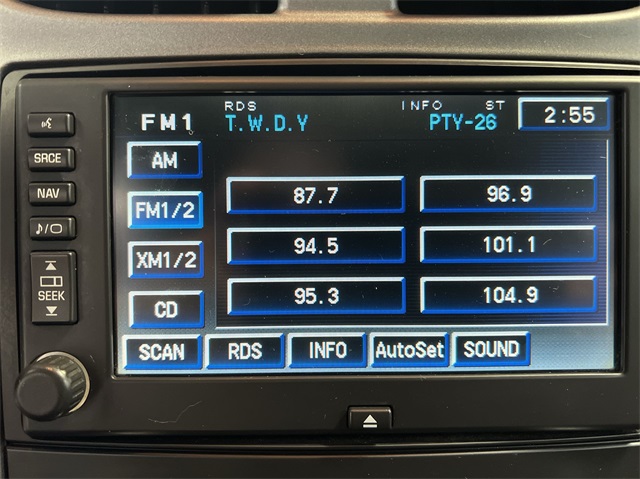 RDS INFO ST
FM1 T.W.D.Y PTY-26 2:55
AM
SRCE
87.7 96.9
NAV
FM1/2
94.5 101.1
XM1/2
SEEK
95.3 104.9
CD
SCAN RDS INFO AutoSet SOUND